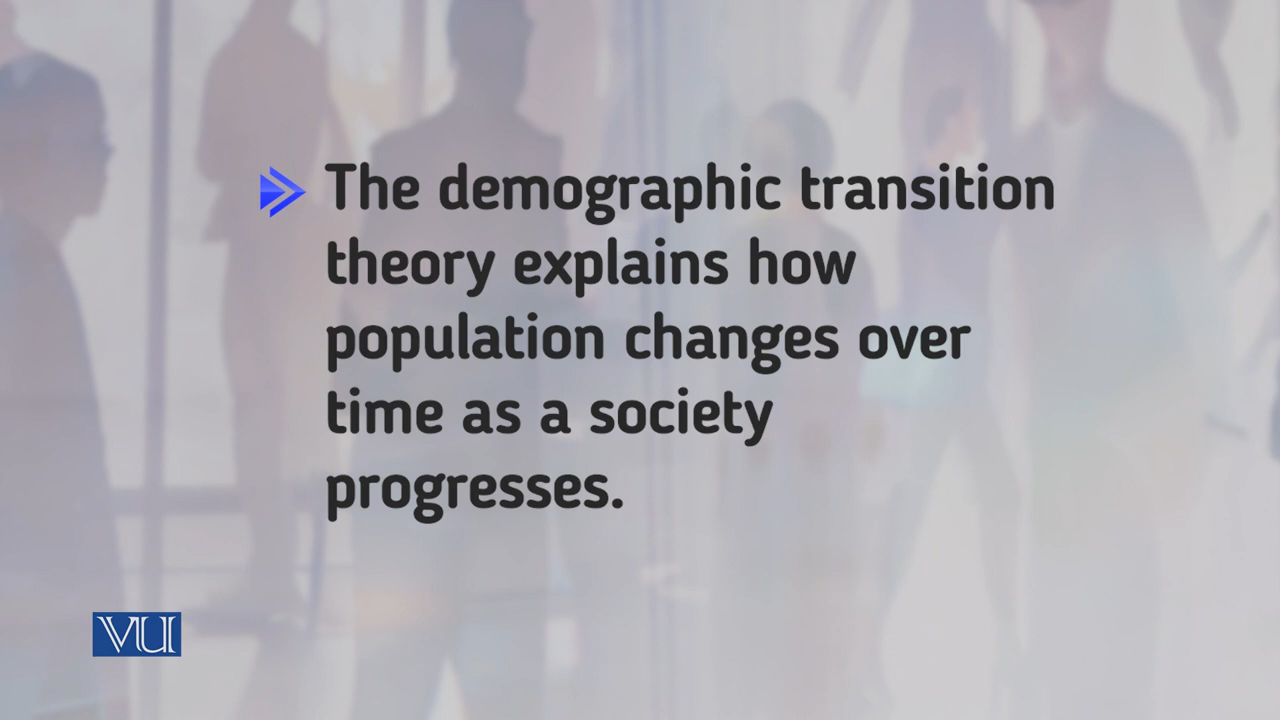 The demographic transition
theory explains how
population changes over
time as a society
progresses.
VU